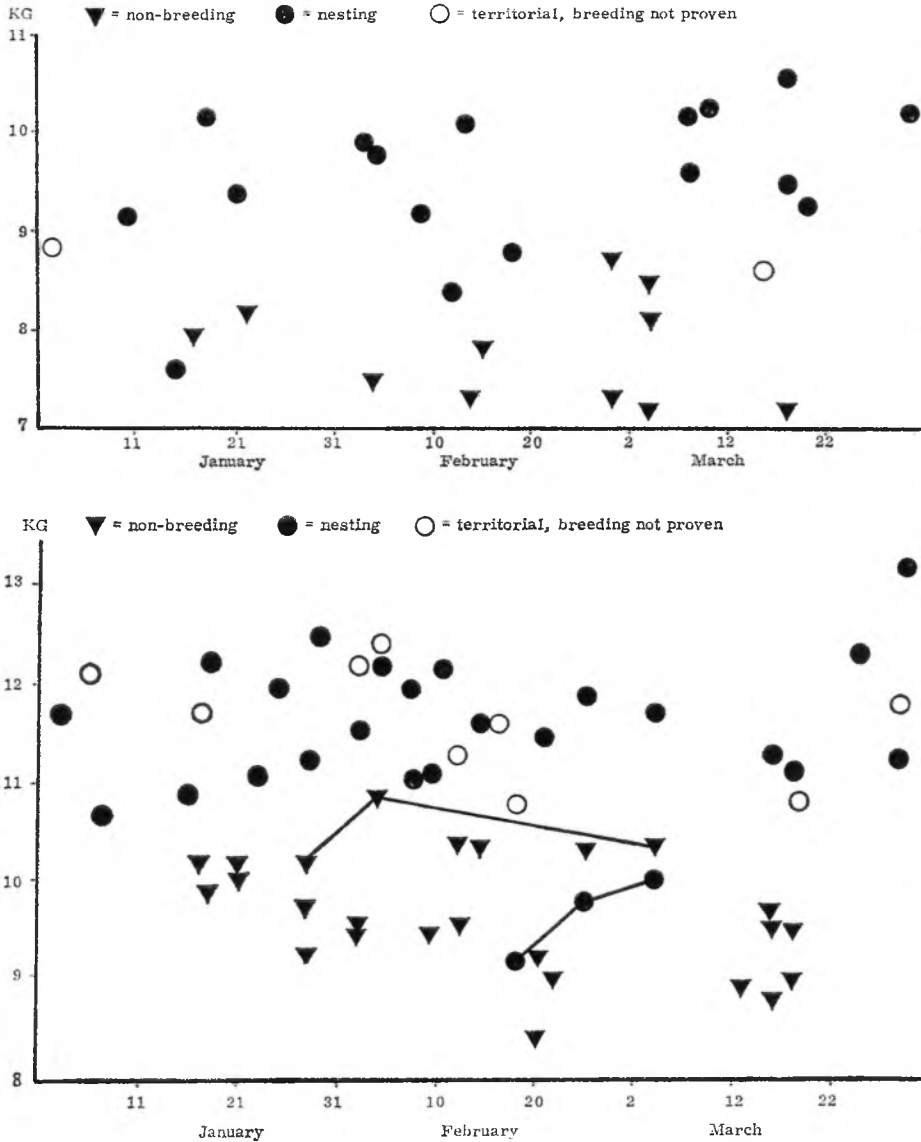 KG ▼ = non-breeding ● = nesting ○ = territorial, breeding not proven
11
10
9
8
7
11 21 31 10 20 2 12 22
January February March
KG ▼ = non-breeding ● = nesting ○ = territorial, breeding not proven
13
12
11
10
9
8
11 21 31 10 20 2 12 22
January February March